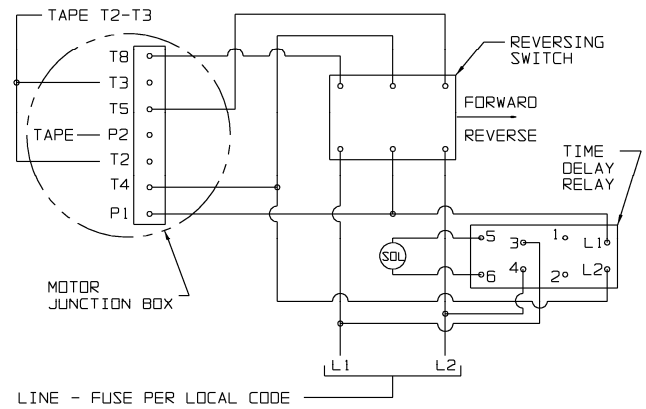 TAPE T2-T3
T8
REVERSING
SWITCH
T3
T5
FORWARD
TAPE
P2
REVERSE
T2
TIME
DELAY
RELAY
T4
P1
5
3
1
L1
SOL
6
4
2
L2
MOTOR
JUNCTION BOX
L1
L2
LINE - FUSE PER LOCAL CODE